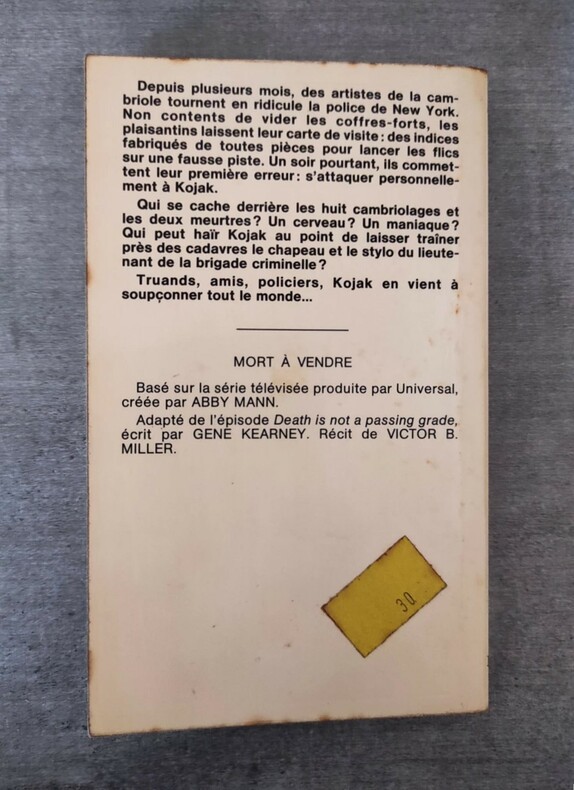 Depuis plusieurs mois, des artistes de la cam-
briole tournent en ridicule la police de New York.
Non contents de vider les coffres-forts, les
plaisantins laissent leur carte de visite : des indices
fabriqués de toutes pièces pour lancer les flics
sur une fausse piste. Un soir pourtant, ils commet-
tent leur première erreur : s'attaquer personnelle-
ment à Kojak.
Qui se cache derrière les huit cambriolages et
les deux meurtres ? Un cerveau ? Un maniaque ?
Qui peut haïr Kojak au point de laisser traîner
près des cadavres le chapeau et le stylo du lieute-
nant de la brigade criminelle ?
Truands, amis, policiers, Kojak en vient à
soupçonner tout le monde...
MORT À VENDRE
Basé sur la série télévisée produite par Universal,
créée par ABBY MANN.
Adapté de l'épisode Death is not a passing grade,
écrit par GENE KEARNEY. Récit de VICTOR B.
MILLER.
30